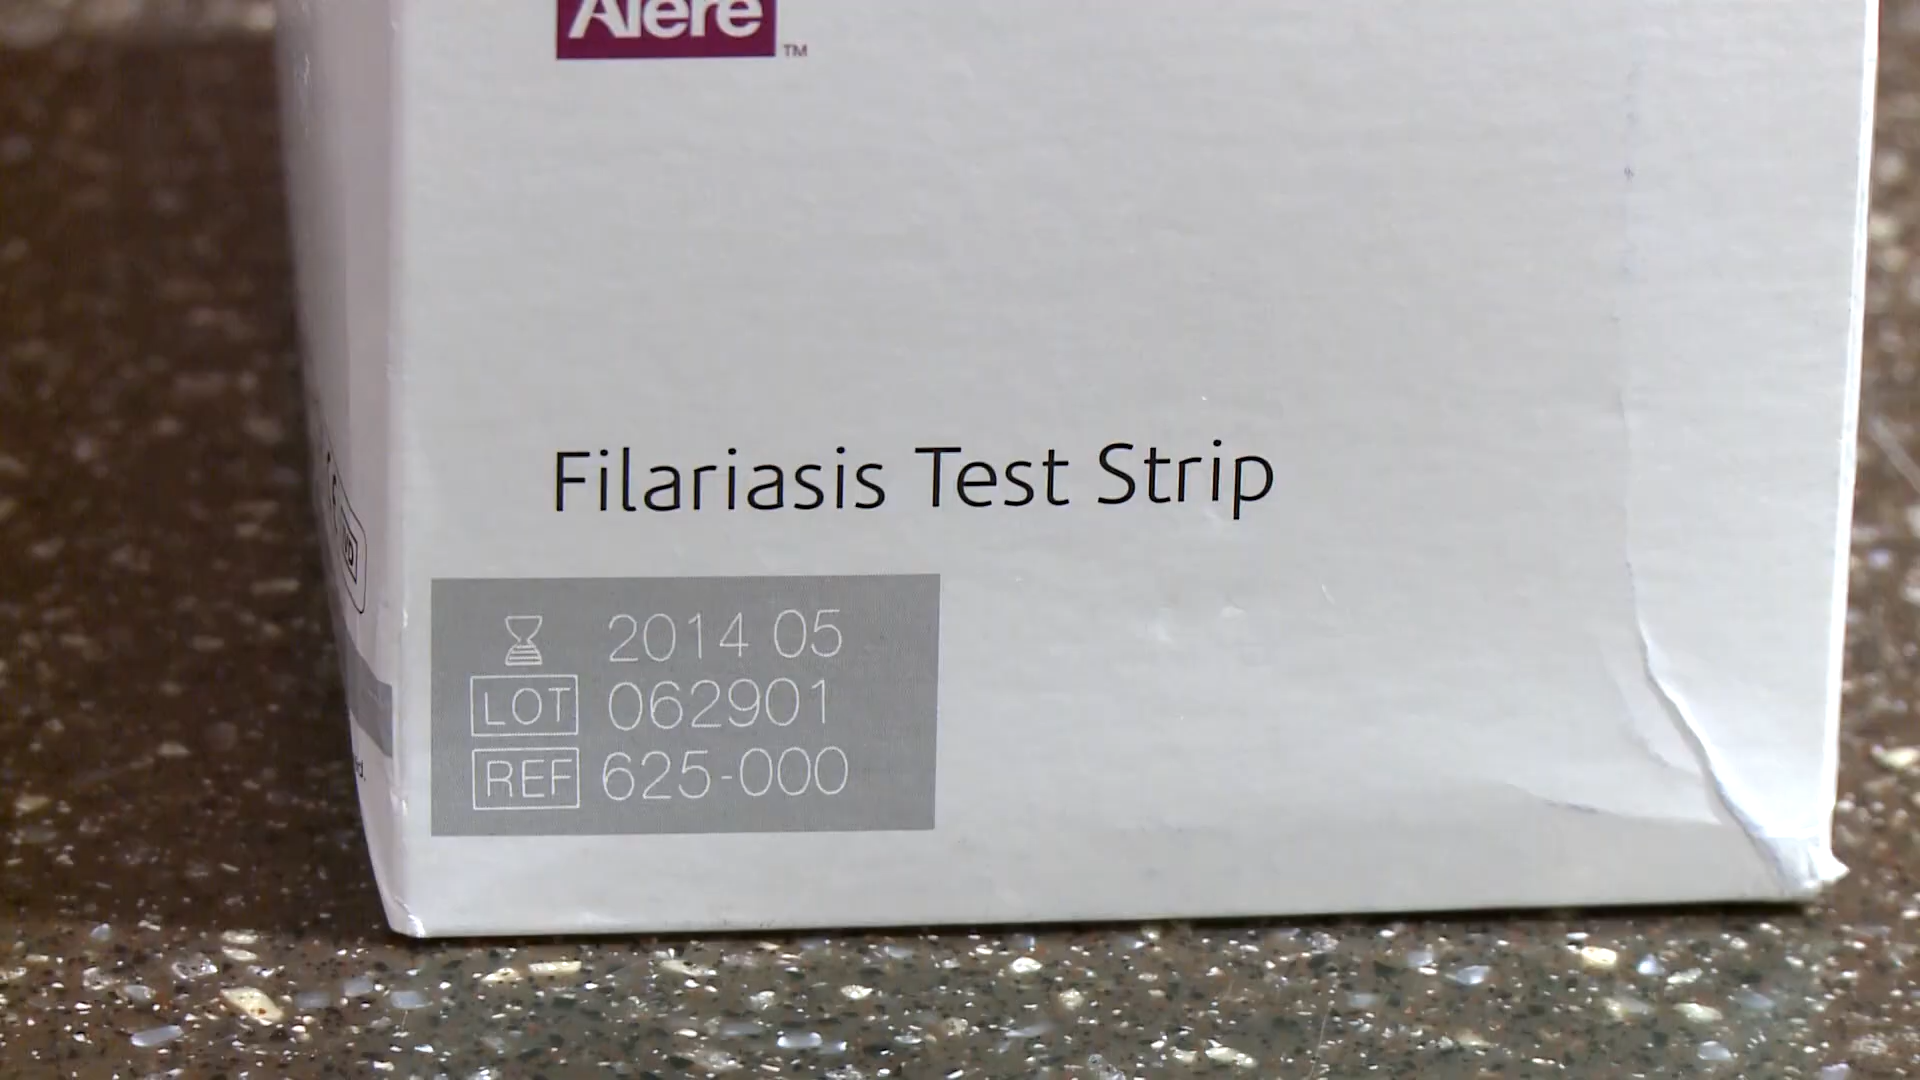 Alere
TM
Filariasis Test Strip
2014 05
LOT 062901
REF 625-000